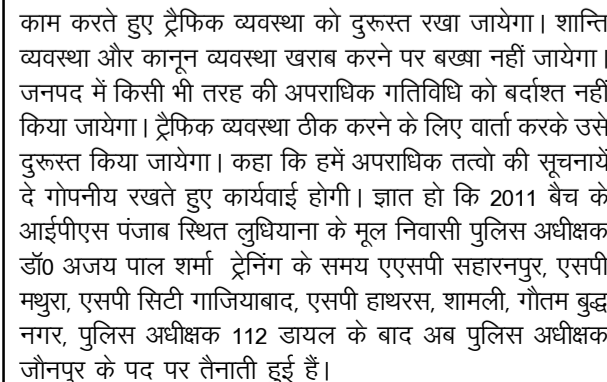 काम करते हुए ट्रैफिक व्यवस्था को दुरूस्त रखा जायेगा। शान्ति
व्यवस्था और कानून व्यवस्था खराब करने पर बख्षा नहीं जायेगा।
जनपद में किसी भी तरह की अपराधिक गतिविधि को बर्दाश्त नहीं
किया जायेगा। ट्रैफिक व्यवस्था ठीक करने के लिए वार्ता करके उसे
दुरूस्त किया जायेगा। कहा कि हमें अपराधिक तत्वो की सूचनायें
दे गोपनीय रखते हुए कार्यवाई होगी। ज्ञात हो कि 2011 बैच के
आईपीएस पंजाब स्थित लुधियाना के मूल निवासी पुलिस अधीक्षक
डॉ0 अजय पाल शर्मा ट्रेनिंग के समय एएसपी सहारनपुर, एसपी
मथुरा, एसपी सिटी गाजियाबाद, एसपी हाथरस, शामली, गौतम बुद्ध
नगर, पुलिस अधीक्षक 112 डायल के बाद अब पुलिस अधीक्षक
जौनपुर के पद पर तैनाती हुई हैं।